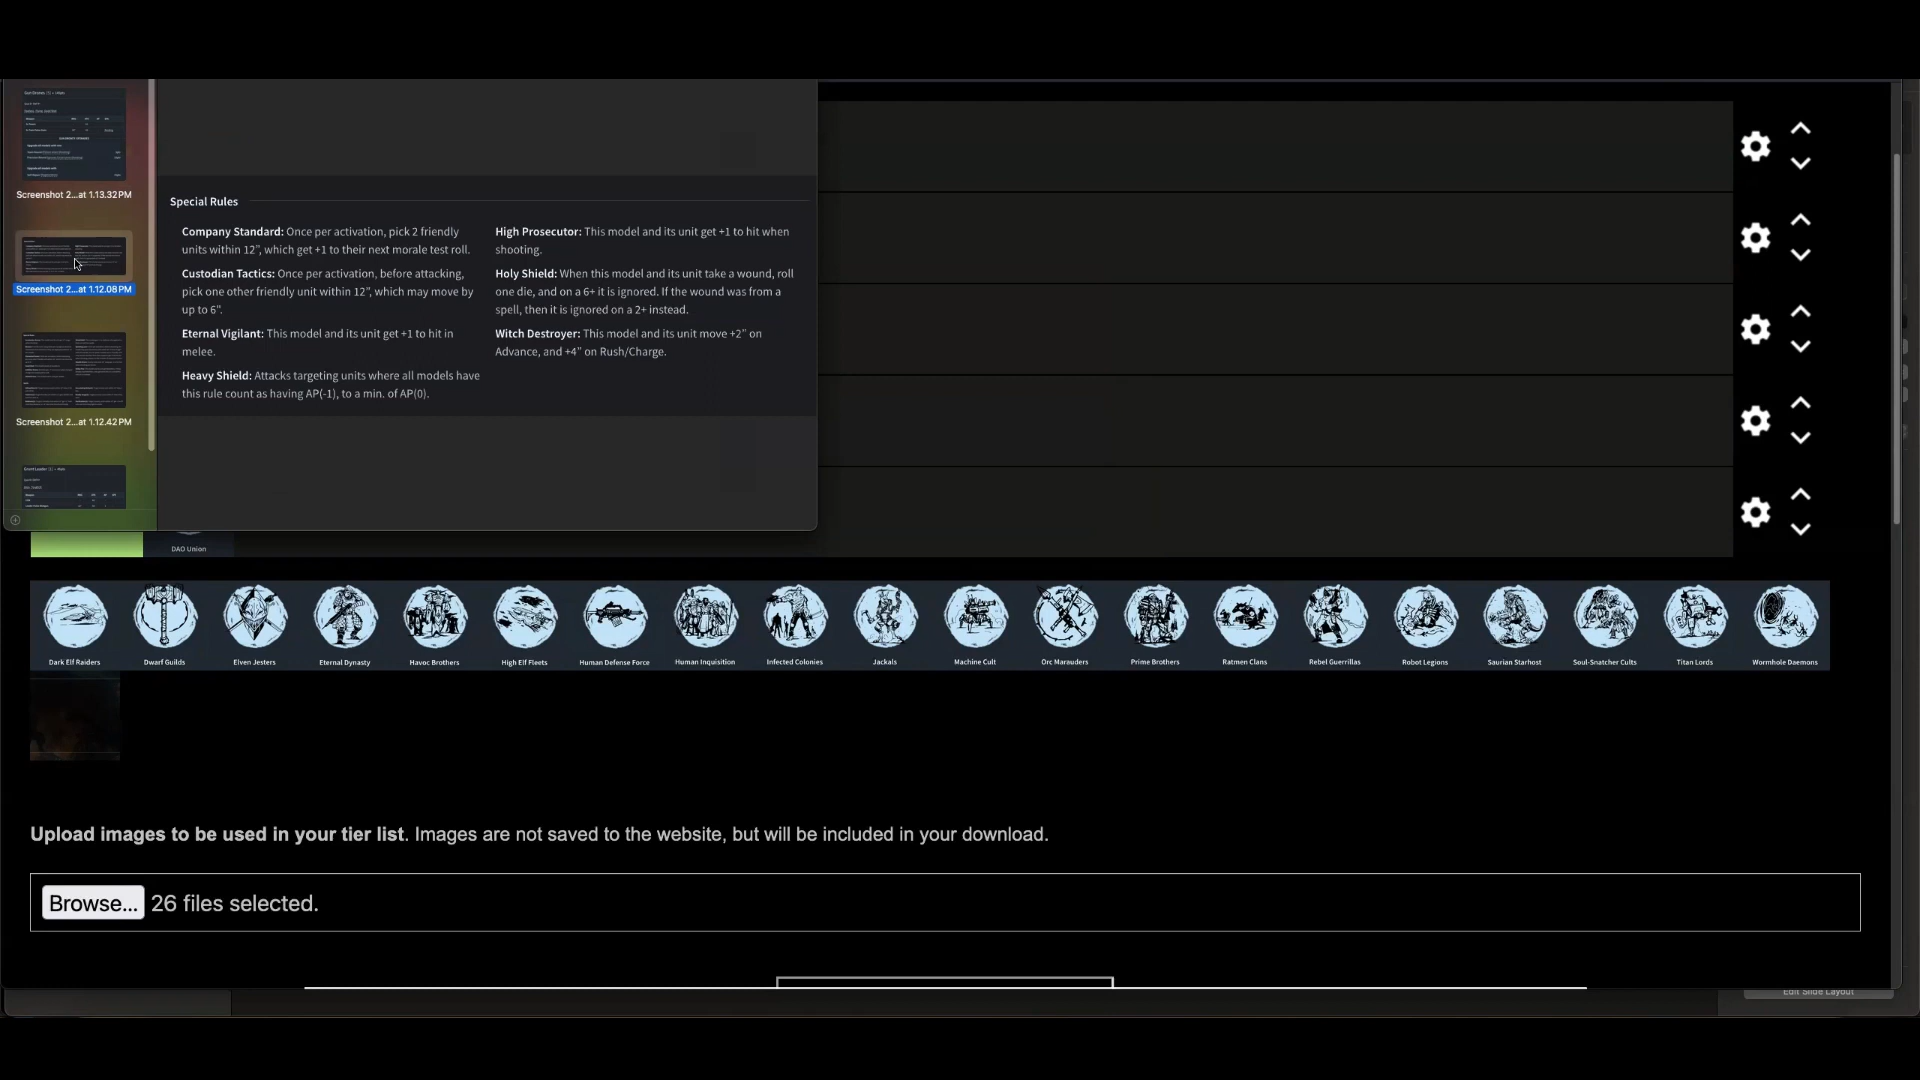 Screenshot 2...at 1.13.32 PM
Screenshot 2...at 1.12.08 PM
Screenshot 2...at 1.12.42 PM
Special Rules
Company Standard: Once per activation, pick 2 friendly
units within 12”, which get +1 to their next morale test roll.
Custodian Tactics: Once per activation, before attacking,
pick one other friendly unit within 12”, which may move by
up to 6”.
Eternal Vigilant: This model and its unit get +1 to hit in
melee.
Heavy Shield: Attacks targeting units where all models have
this rule count as having AP(-1), to a min. of AP(0).
High Prosecutor: This model and its unit get +1 to hit when
shooting.
Holy Shield: When this model and its unit take a wound, roll
one die, and on a 6+ it is ignored. If the wound was from a
spell, then it is ignored on a 2+ instead.
Witch Destroyer: This model and its unit move +2” on
Advance, and +4” on Rush/Charge.
DAO Union
Dark Elf Raiders
Dwarf Guilds
Elven Jesters
Eternal Dynasty
Havoc Brothers
High Elf Fleets
Human Defense Force
Human Inquisition
Infected Colonies
Jackals
Machine Cult
Orc Marauders
Prime Brothers
Ratmen Clans
Rebel Guerrillas
Robot Legions
Saurian Starhost
Soul-Snatcher Cults
Titan Lords
Wormhole Daemons
Upload images to be used in your tier list. Images are not saved to the website, but will be included in your download.
Browse... 26 files selected.
Edit Slide Layout